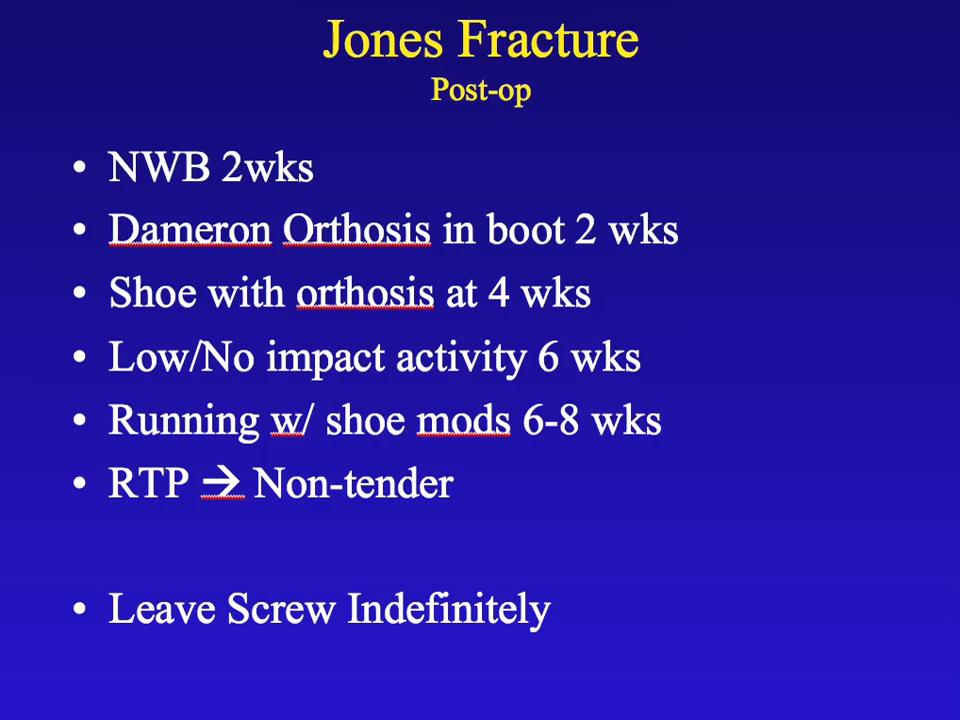 Jones Fracture
Post-op
• NWB 2wks
• Dameron Orthosis in boot 2 wks
• Shoe with orthosis at 4 wks
• Low/No impact activity 6 wks
• Running w/ shoe mods 6-8 wks
• RTP → Non-tender
• Leave Screw Indefinitely